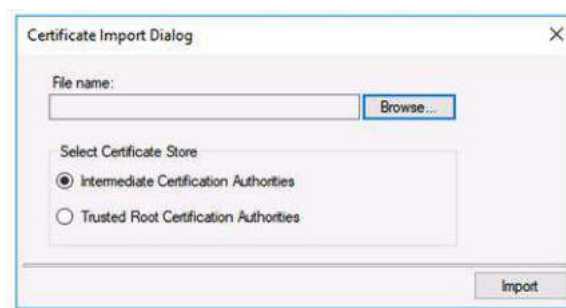 Certificate Import Dialog
File name:
Browse...
Select Certificate Store
Intermediate Certification Authorities
Trusted Root Certification Authorities
Import